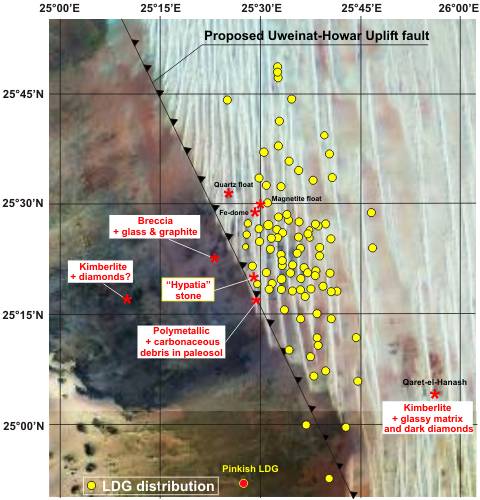 25°00'E 25°15'E 25°30'E 25°45'E 26°00'E
Proposed Uweinat-Howar Uplift fault
25°45'N
Quartz float
Magnetite float
25°30'N
Fe-dome
Breccia
+ glass & graphite
Kimberlite
+ diamonds?
"Hypatia"
stone
25°15'N
Polymetallic
+ carbonaceous
debris in paleosol
Qaret-el-Hanash
Kimberlite
+ glassy matrix
and dark diamonds
25°00'N
Pinkish LDG
LDG distribution